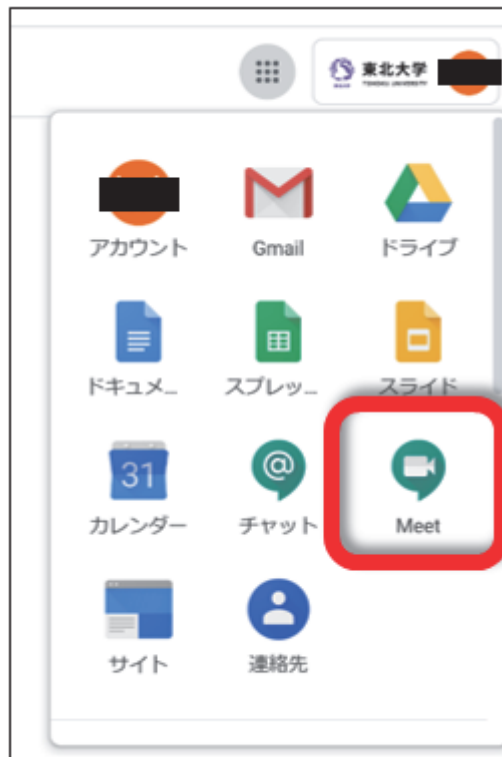 東北大学
TOHOKU UNIVERSITY
アカウント
Gmail
ドライブ
ドキュメ...
スプレッ...
スライド
31
カレンダー
@
チャット
Meet
サイト
連絡先